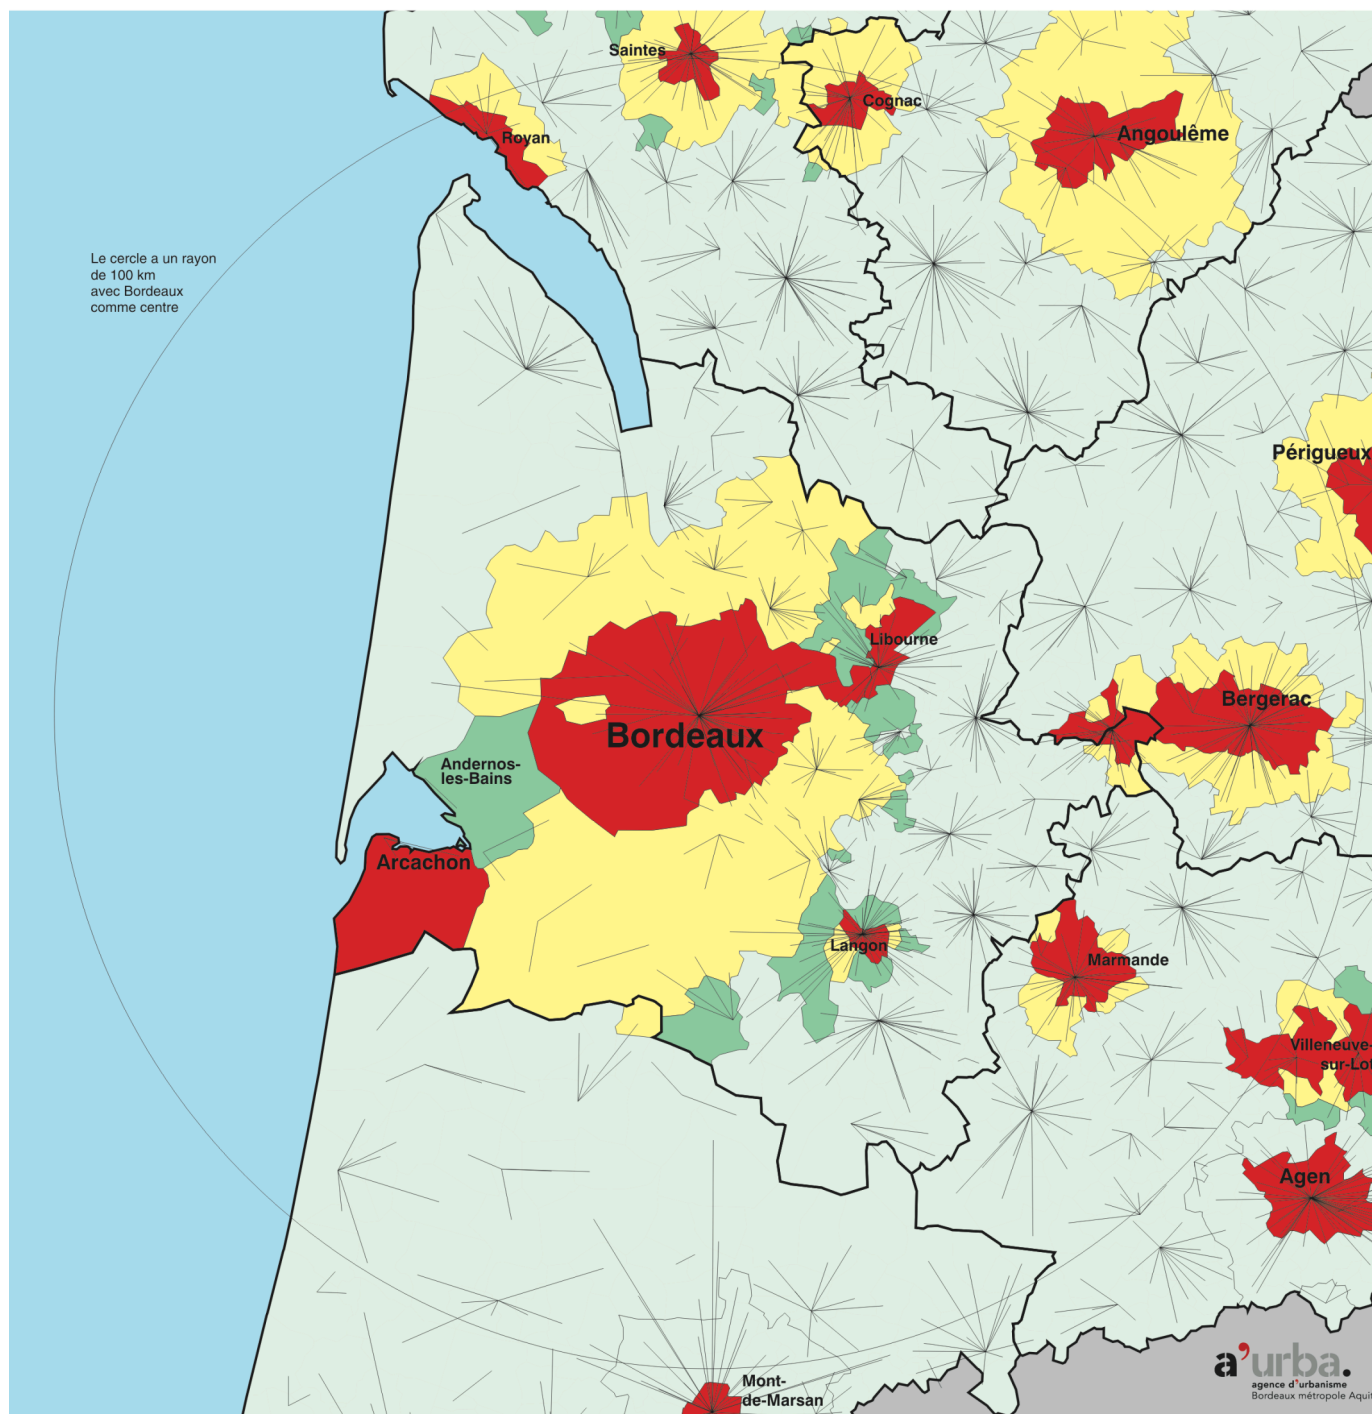 Saintes
Cognac
Royan
Angoulême
Le cercle a un rayon
de 100 km
avec Bordeaux
comme centre
Périgueux
Libourne
Bergerac
Bordeaux
Andernos-
les-Bains
Arcachon
Langon
Marmande
Villeneuve-
sur-Lot
Agen
Mont-
de-Marsan
a'urba.
agence d'urbanisme
Bordeaux métropole Aquit